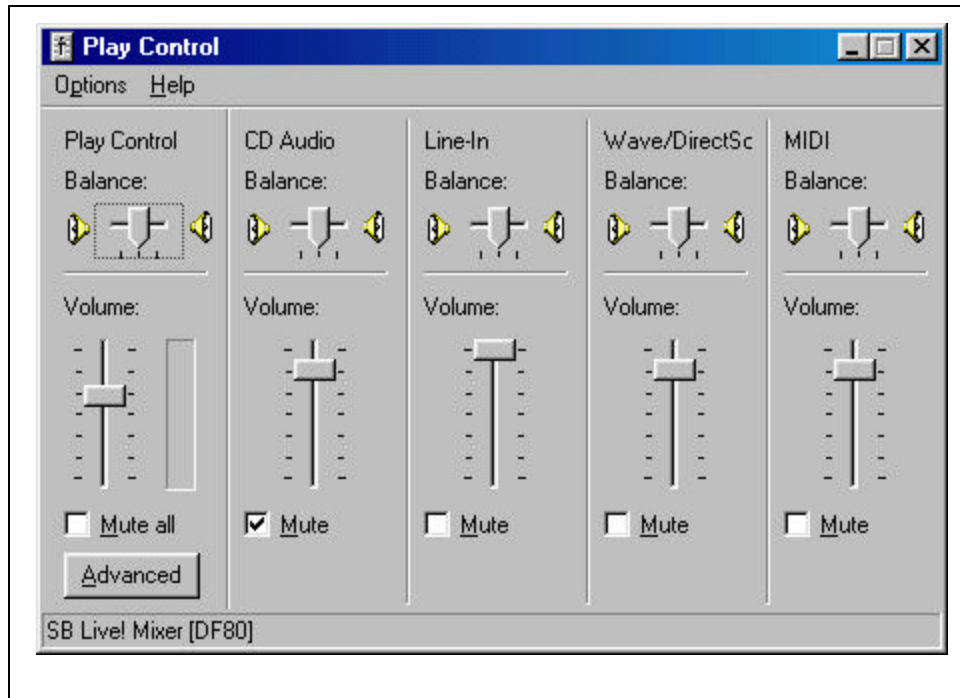 Play Control
Options Help
Play Control
Balance:
Volume:
Mute all
Advanced
CD Audio
Balance:
Volume:
Mute
Line-In
Balance:
Volume:
Mute
Wave/DirectSc
Balance:
Volume:
Mute
MIDI
Balance:
Volume:
Mute
SB Live! Mixer [DF80]